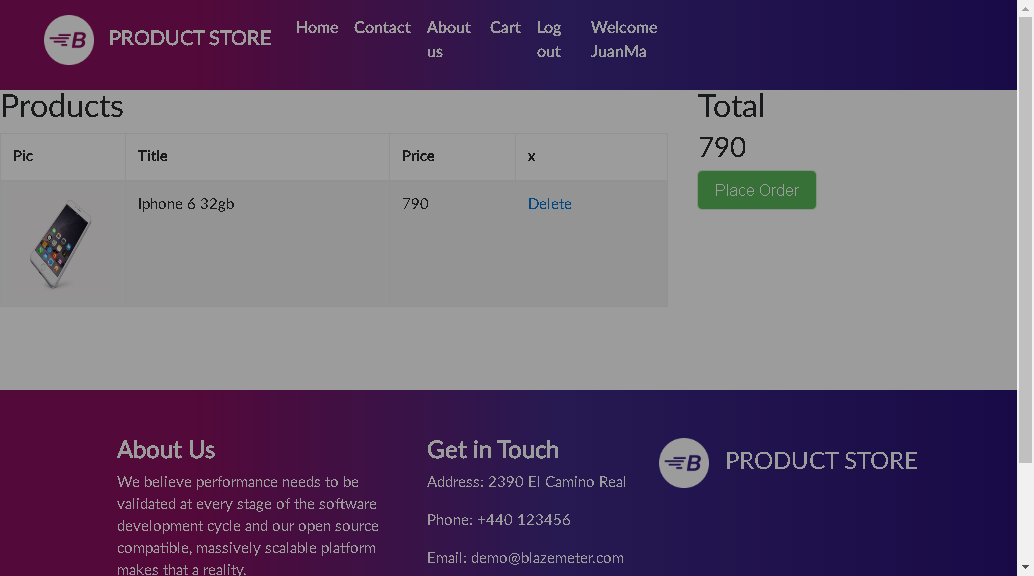 B PRODUCT STORE
Home Contact About us Cart Log out Welcome JuanMa
Products
Pic Title Price x
Iphone 6 32gb 790 Delete
Total
790
Place Order
About Us
We believe performance needs to be
validated at every stage of the software
development cycle and our open source
compatible, massively scalable platform
makes that a reality.
Get in Touch
Address: 2390 El Camino Real
Phone: +440 123456
Email: demo@blazemeter.com
B PRODUCT STORE